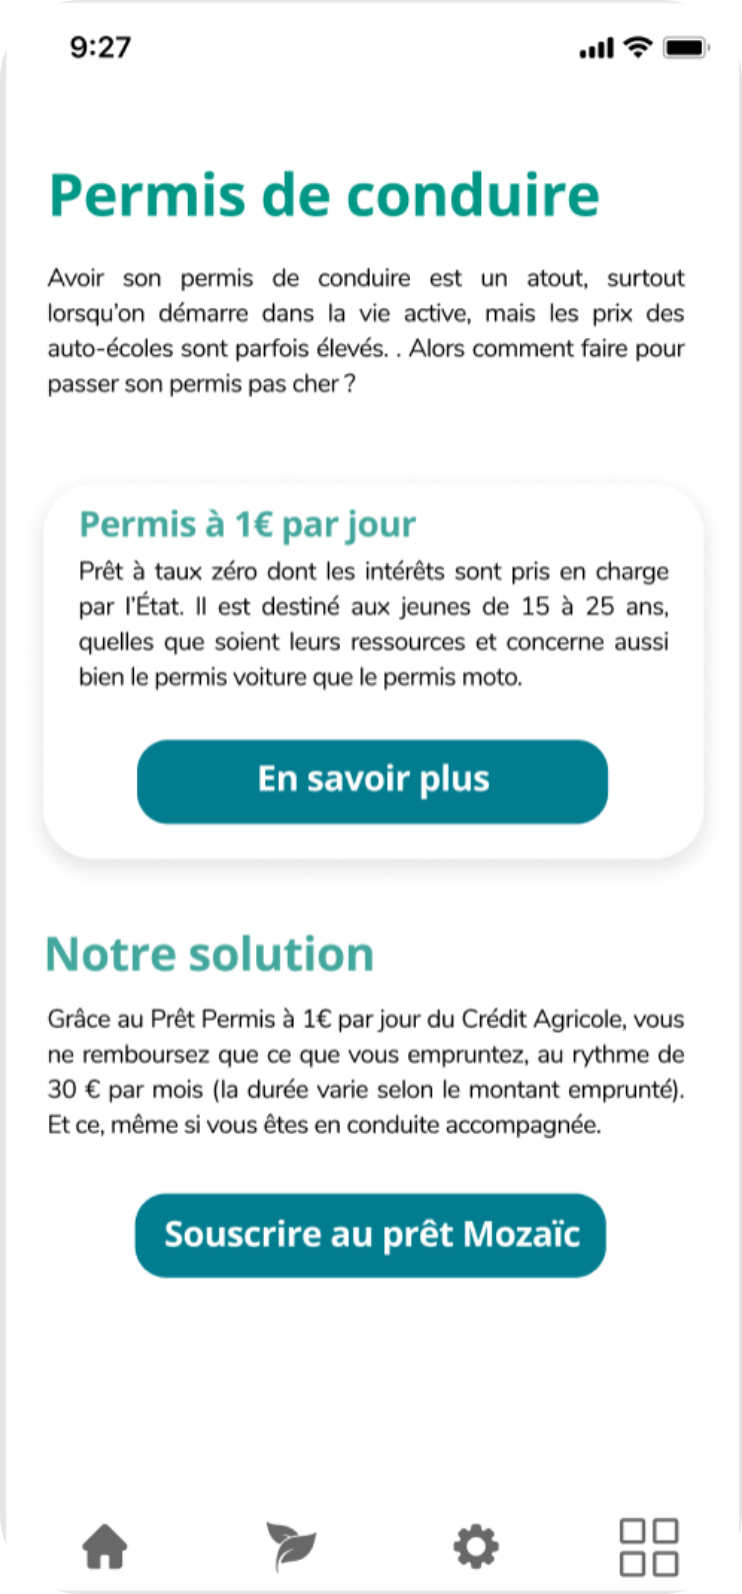 9:27
Permis de conduire
Avoir son permis de conduire est un atout, surtout
lorsqu'on démarre dans la vie active, mais les prix des
auto-écoles sont parfois élevés. . Alors comment faire pour
passer son permis pas cher ?
Permis à 1€ par jour
Prêt à taux zéro dont les intérêts sont pris en charge
par l'État. Il est destiné aux jeunes de 15 à 25 ans,
quelles que soient leurs ressources et concerne aussi
bien le permis voiture que le permis moto.
En savoir plus
Notre solution
Grâce au Prêt Permis à 1€ par jour du Crédit Agricole, vous
ne remboursez que ce que vous empruntez, au rythme de
30 € par mois (la durée varie selon le montant emprunté).
Et ce, même si vous êtes en conduite accompagnée.
Souscrire au prêt Mozaïc